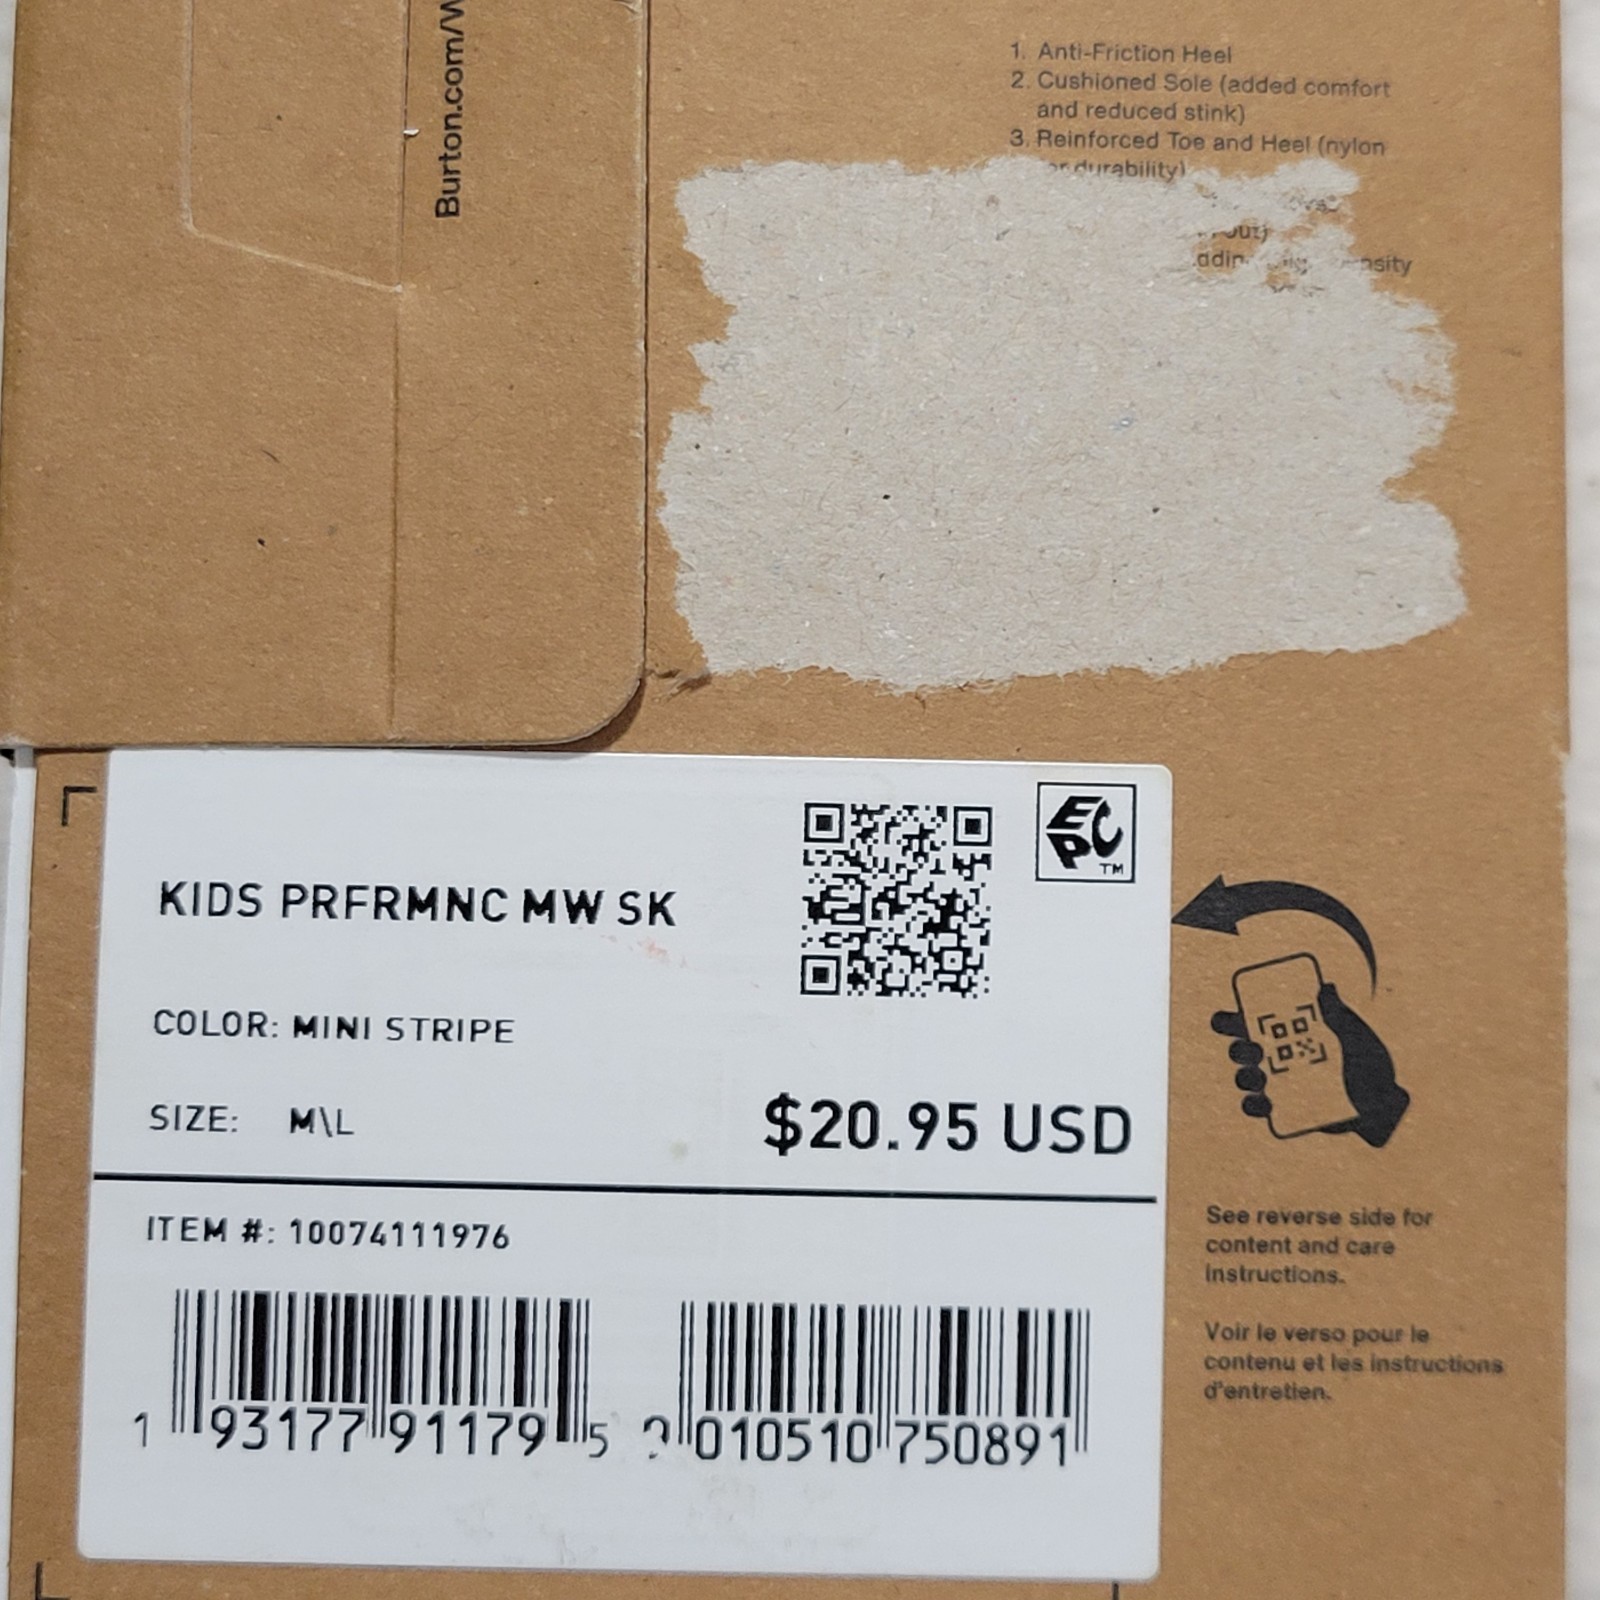 Burton.com/W
1. Anti-Friction Heel
2. Cushioned Sole (added comfort
and reduced stink)
3. Reinforced Toe and Heel (nylon
durability)
KIDS PRFRMNC MW SK
EPC
TM
COLOR: MINI STRIPE
SIZE: M\L
$20.95 USD
ITEM #: 10074111976
1 93177 91179 5
010510 750891
See reverse side for
content and care
instructions.
Voir le verso pour le
contenu et les instructions
d'entretien.